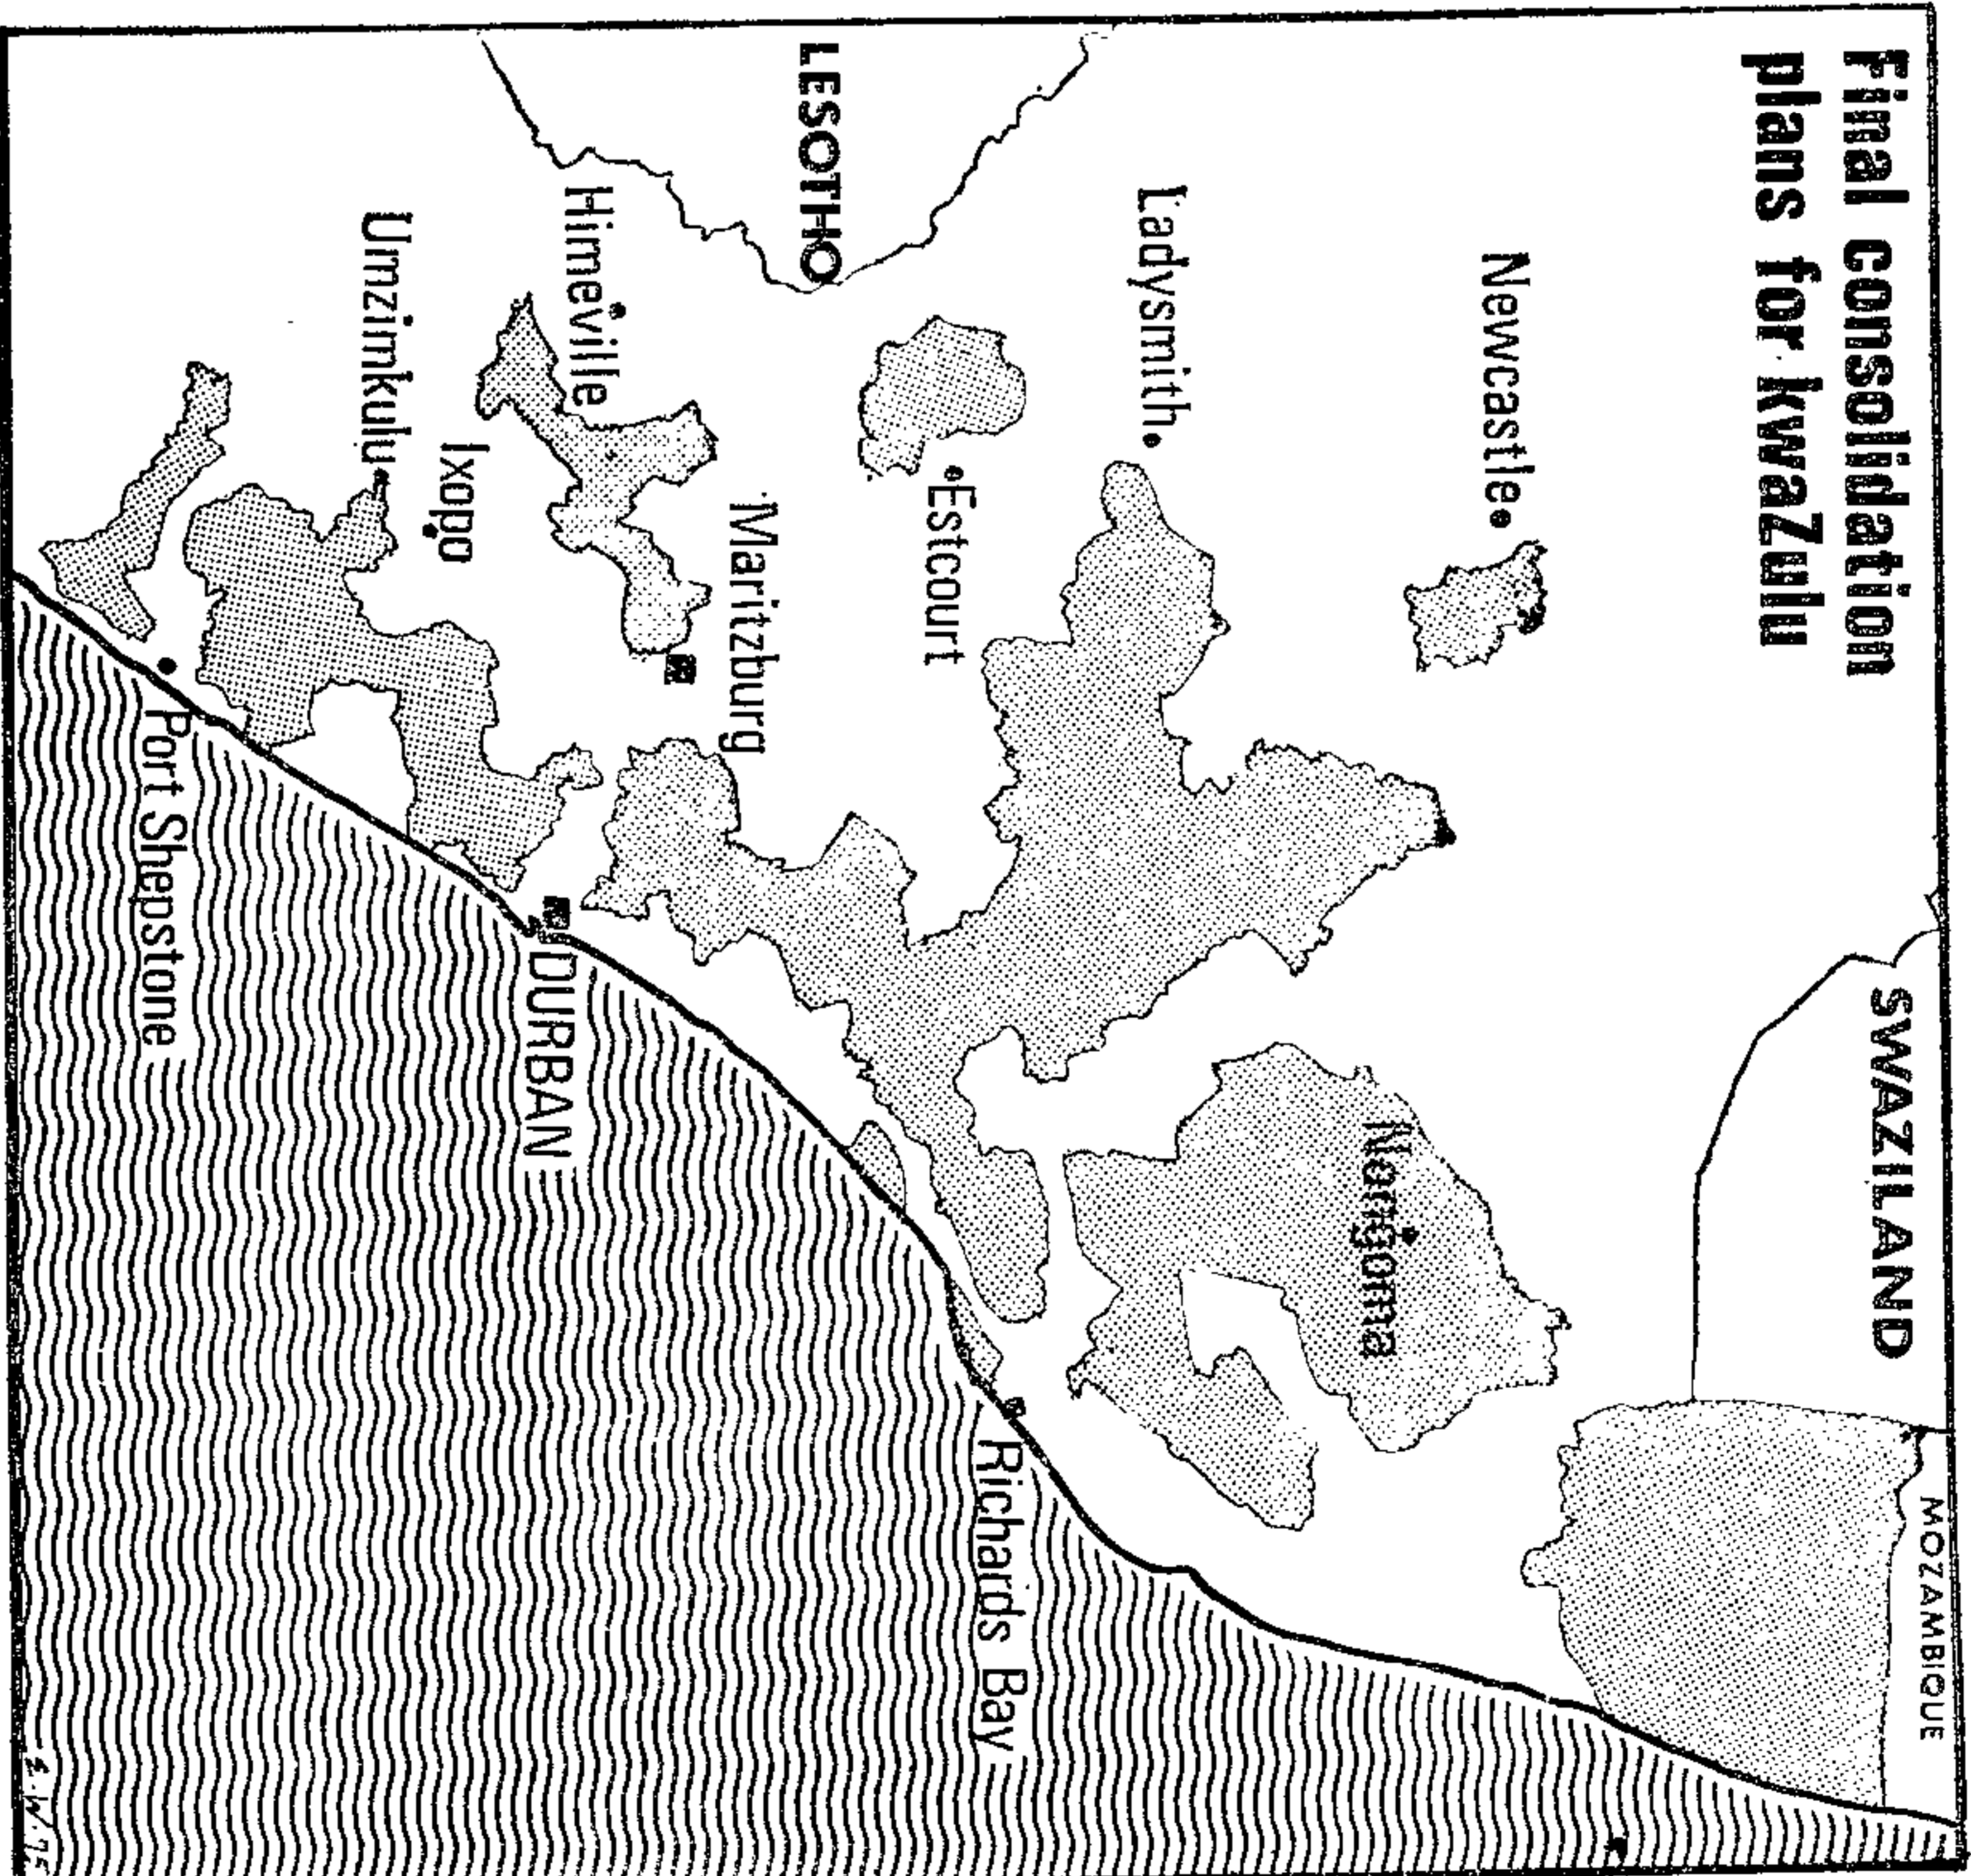 Final consolidation
plans for kwaZulu
SWAZILAND
MOZAMBIQUE
Newcastle
Nongoma
Ladysmith
Estcourt
Richards Bay
LESOTHO
Maritzburg
Himeville
DURBAN
Ixopo
Umzimkulu
Port Shepstone